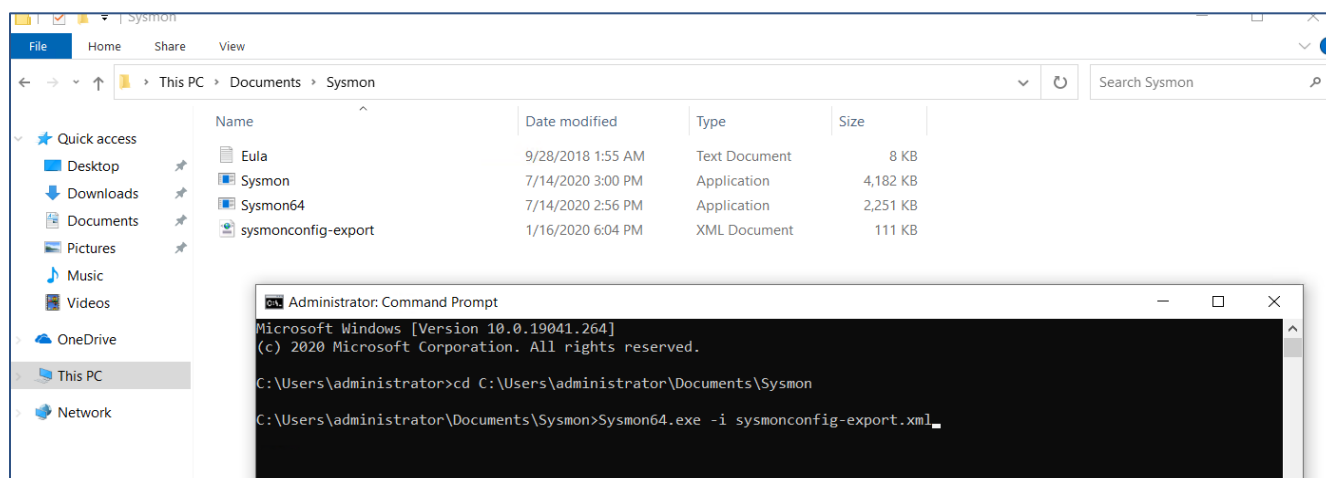 Sysmon
File Home Share View
This PC > Documents > Sysmon
Search Sysmon
Name Date modified Type Size
Quick access
Desktop
Downloads
Documents
Pictures
Music
Videos
OneDrive
This PC
Network
Eula 9/28/2018 1:55 AM Text Document 8 KB
Sysmon 7/14/2020 3:00 PM Application 4,182 KB
Sysmon64 7/14/2020 2:56 PM Application 2,251 KB
sysmonconfig-export 1/16/2020 6:04 PM XML Document 111 KB
Administrator: Command Prompt
Microsoft Windows [Version 10.0.19041.264]
(c) 2020 Microsoft Corporation. All rights reserved.
C:\Users\administrator>cd C:\Users\administrator\Documents\Sysmon
C:\Users\administrator\Documents\Sysmon>Sysmon64.exe -i sysmonconfig-export.xml